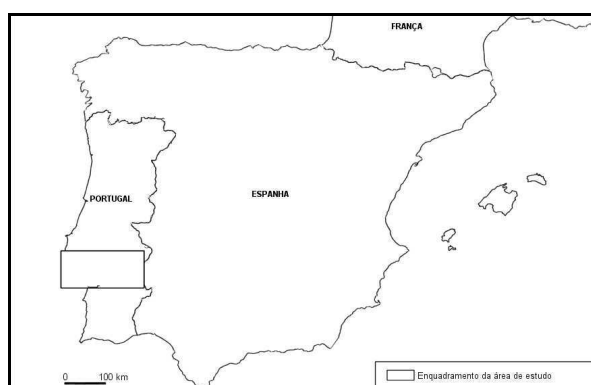 FRANÇA
PORTUGAL
ESPANHA
0 100 km
Enquadramento da área de estudo